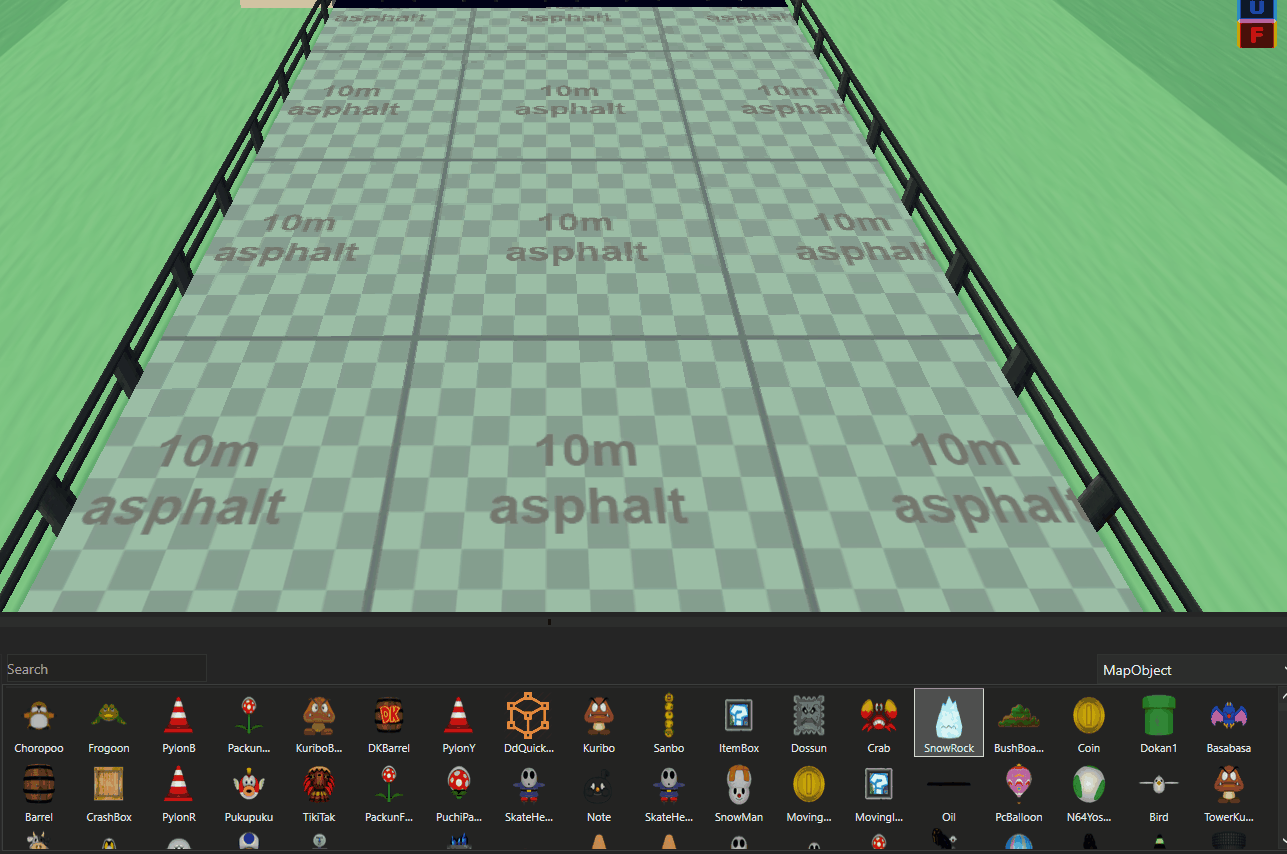 asphalt asphalt asphalt
U
F
10m 10m 10m
asphalt asphalt asphalt
10m 10m 10m
asphalt asphalt asphalt
10m 10m 10m
asphalt asphalt asphalt
Search
MapObject
DK
Choropoo Frogoon PylonB Packun... KuriboB... DKBarrel PylonY DdQuick... Kuribo Sanbo ItemBox Dossun Crab SnowRock BushBoa... Coin Dokan1 Basabasa
Barrel CrashBox PylonR Pukupuku TikiTak PackunF... PuchiPa... SkateHe... Note SkateHe... SnowMan Moving... MovingI... Oil PcBalloon N64Yos... Bird TowerKu...